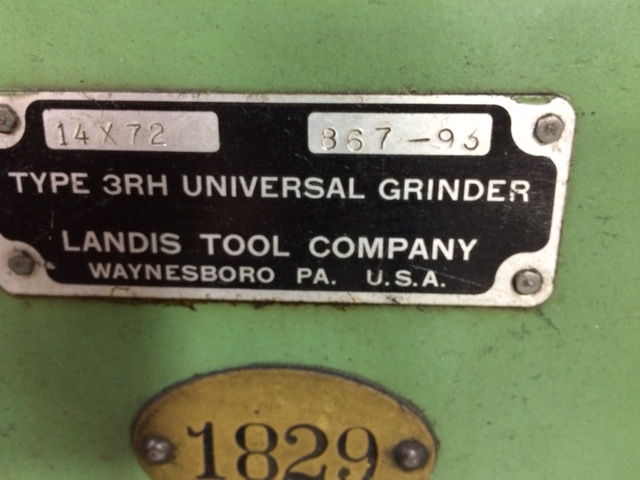 14X72 867-93
TYPE 3RH UNIVERSAL GRINDER
LANDIS TOOL COMPANY
WAYNESBORO PA. U.S.A.
1829